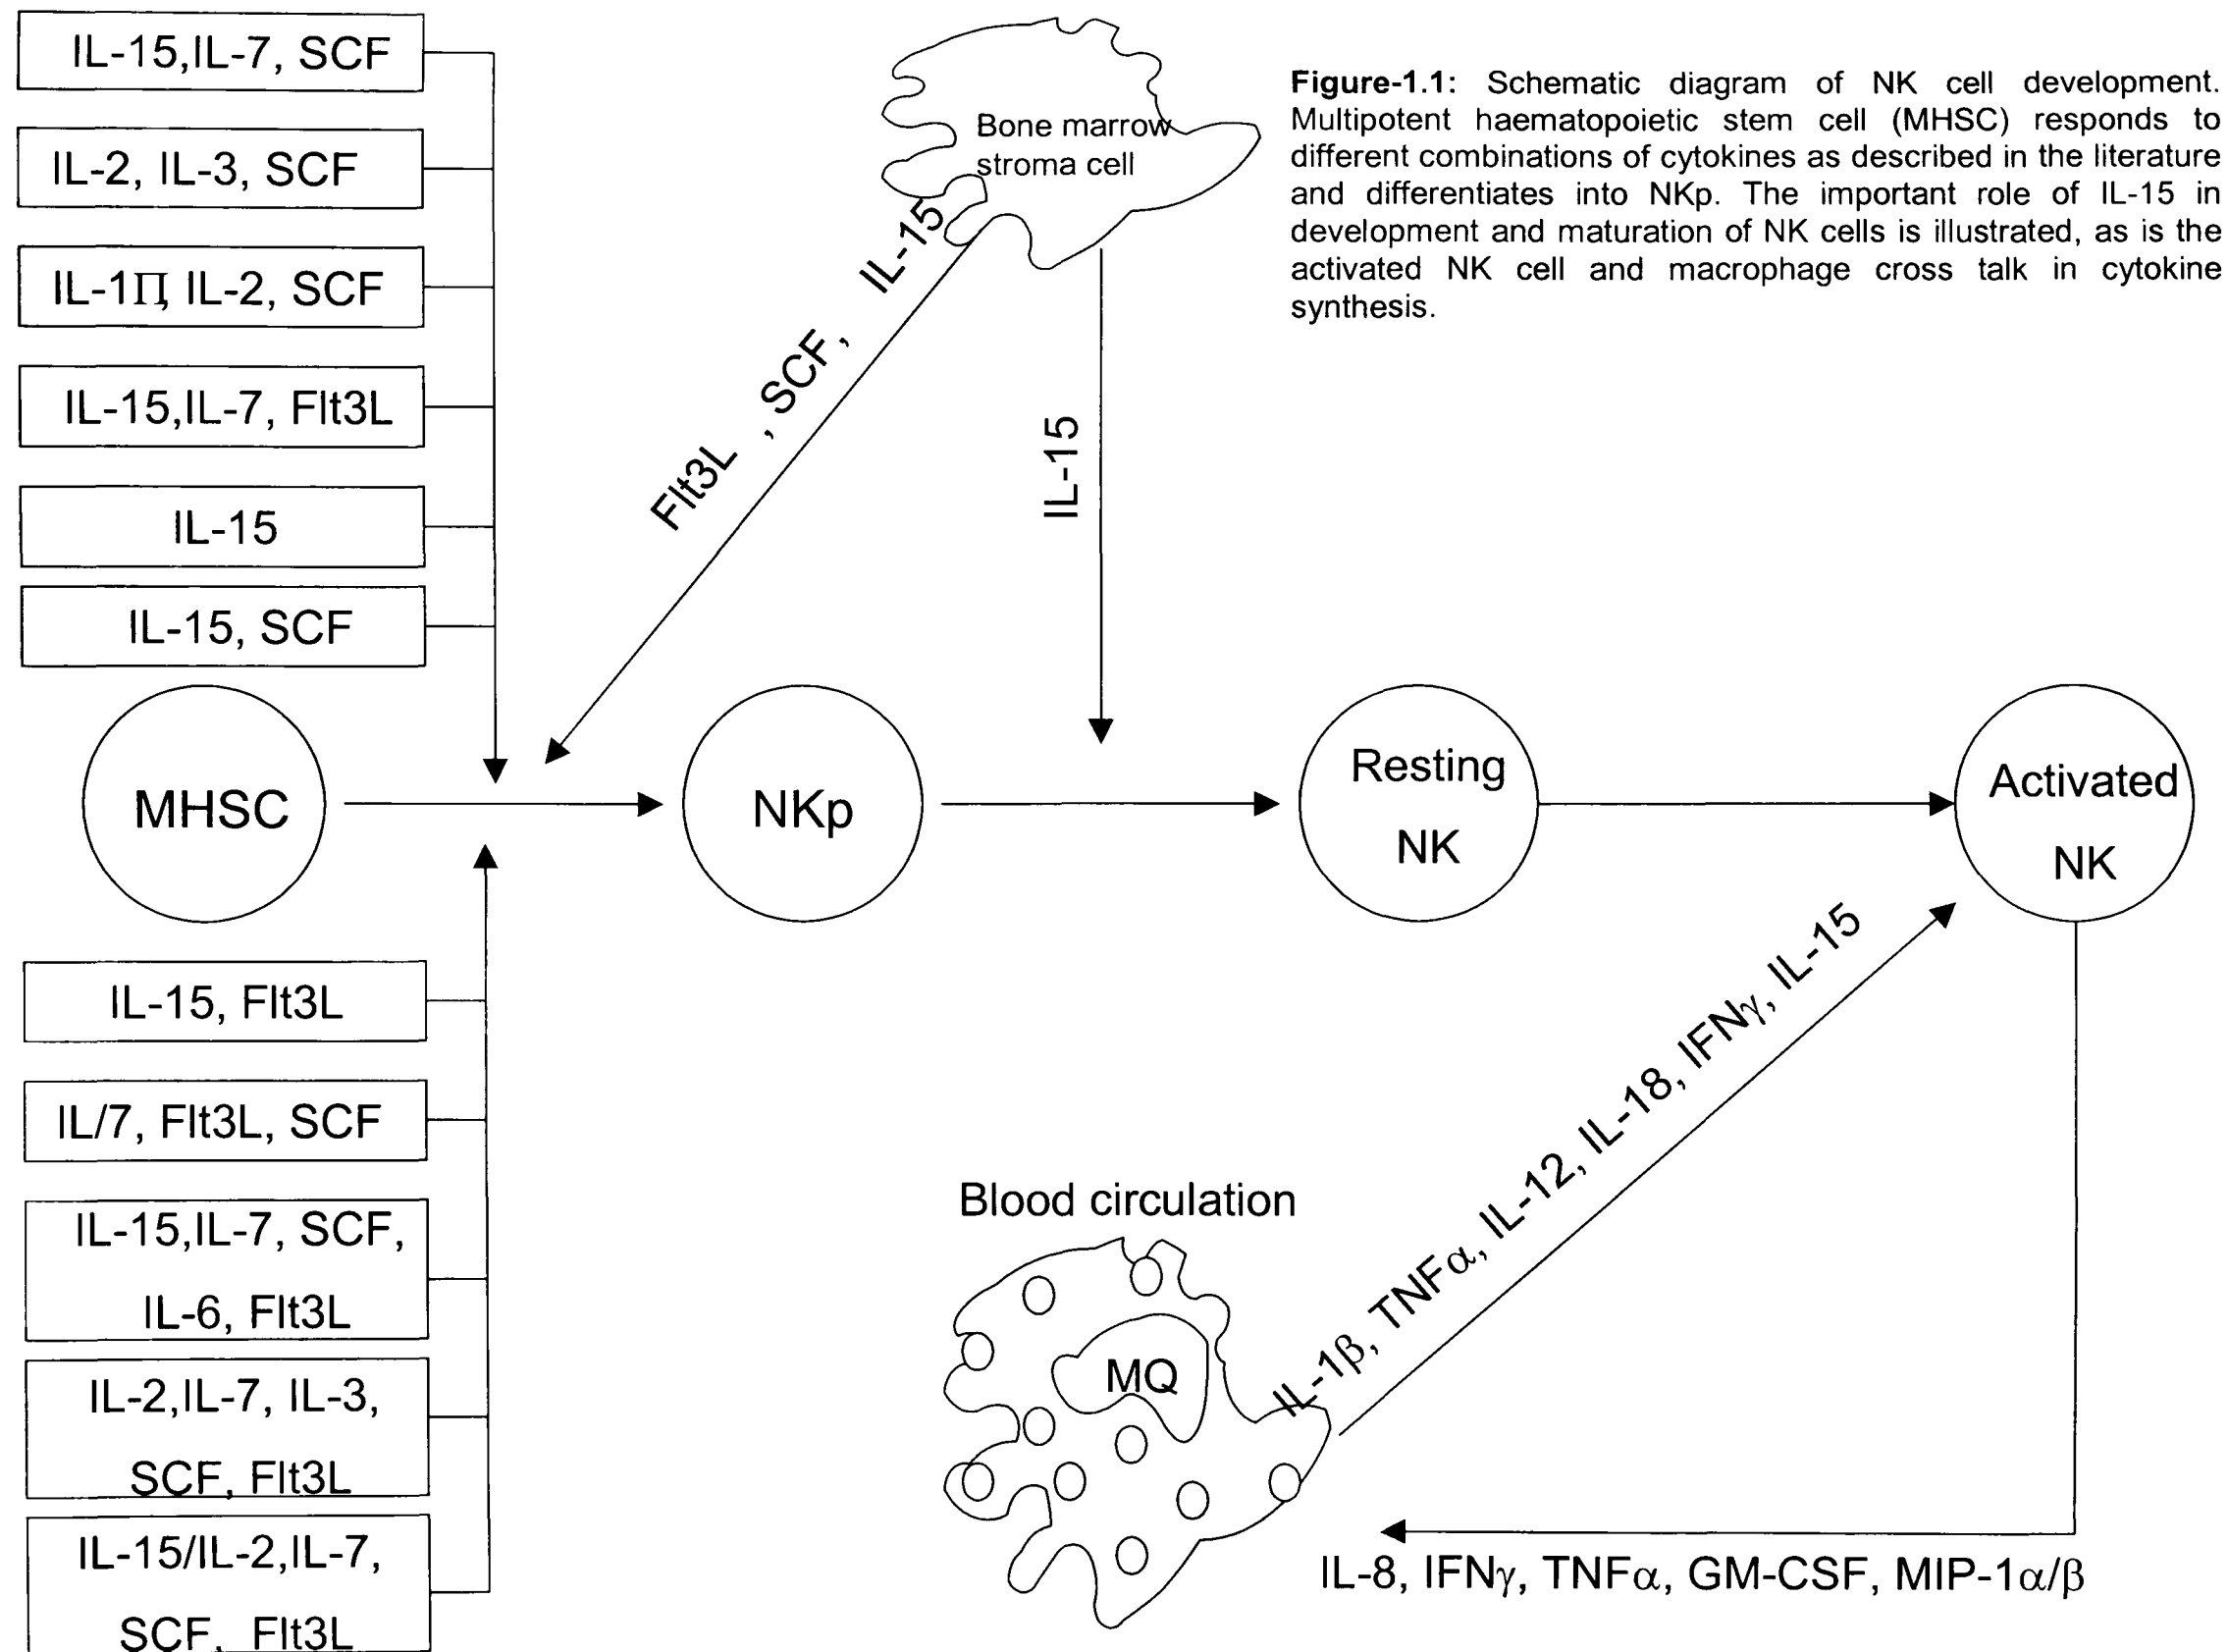 IL-15,IL-7, SCF
IL-2, IL-3, SCF
IL-1Π, IL-2, SCF
IL-15,IL-7, Flt3L
IL-15
IL-15, SCF
Bone marrow
stroma cell
Figure-1.1: Schematic diagram of NK cell development.
Multipotent haematopoietic stem cell (MHSC) responds to
different combinations of cytokines as described in the literature
and differentiates into NKp. The important role of IL-15 in
development and maturation of NK cells is illustrated, as is the
activated NK cell and macrophage cross talk in cytokine
synthesis.
Flt3L , SCF, IL-15
IL-15
MHSC
NKp
Resting
NK
Activated
NK
IL-15, Flt3L
IL/7, Flt3L, SCF
IL-15,IL-7, SCF,
IL-6, Flt3L
IL-2,IL-7, IL-3,
SCF, Flt3L
IL-15/IL-2,IL-7,
SCF, Flt3L
Blood circulation
MQ
IL-1β, TNFα, IL-12, IL-18, IFNγ, IL-15
IL-8, IFNγ, TNFα, GM-CSF, MIP-1α/β